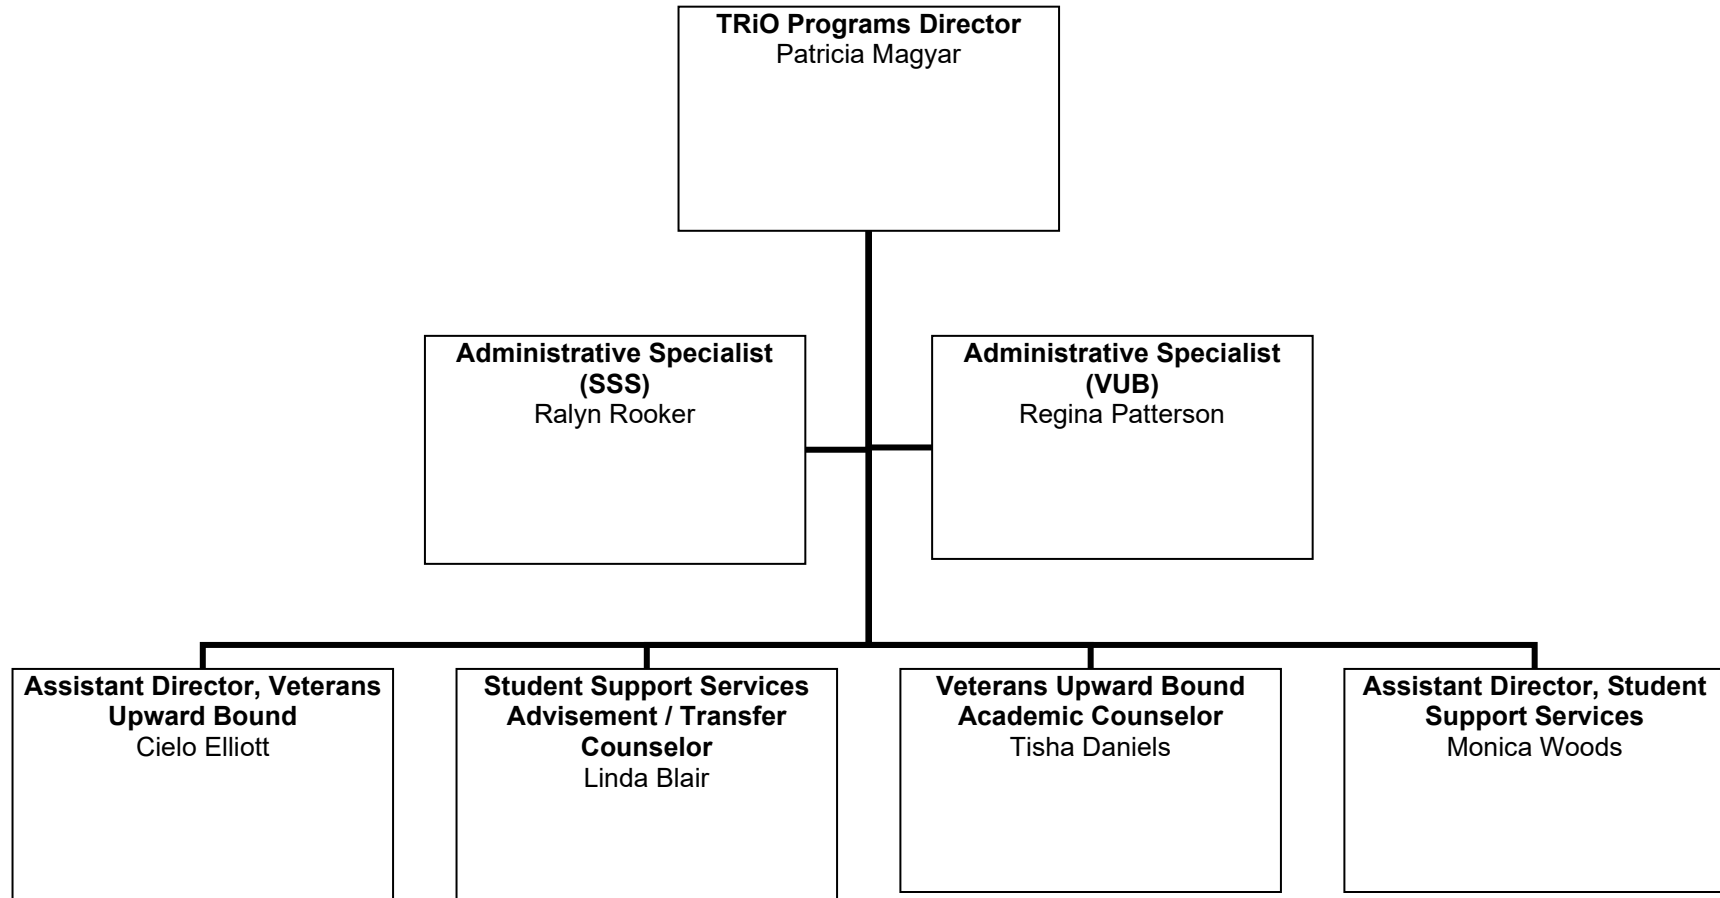 TRiO Programs Director
Patricia Magyar
Administrative Specialist
(SSS)
Ralyn Rooker
Administrative Specialist
(VUB)
Regina Patterson
Assistant Director, Veterans
Upward Bound
Cielo Elliott
Student Support Services
Advisement / Transfer
Counselor
Linda Blair
Veterans Upward Bound
Academic Counselor
Tisha Daniels
Assistant Director, Student
Support Services
Monica Woods